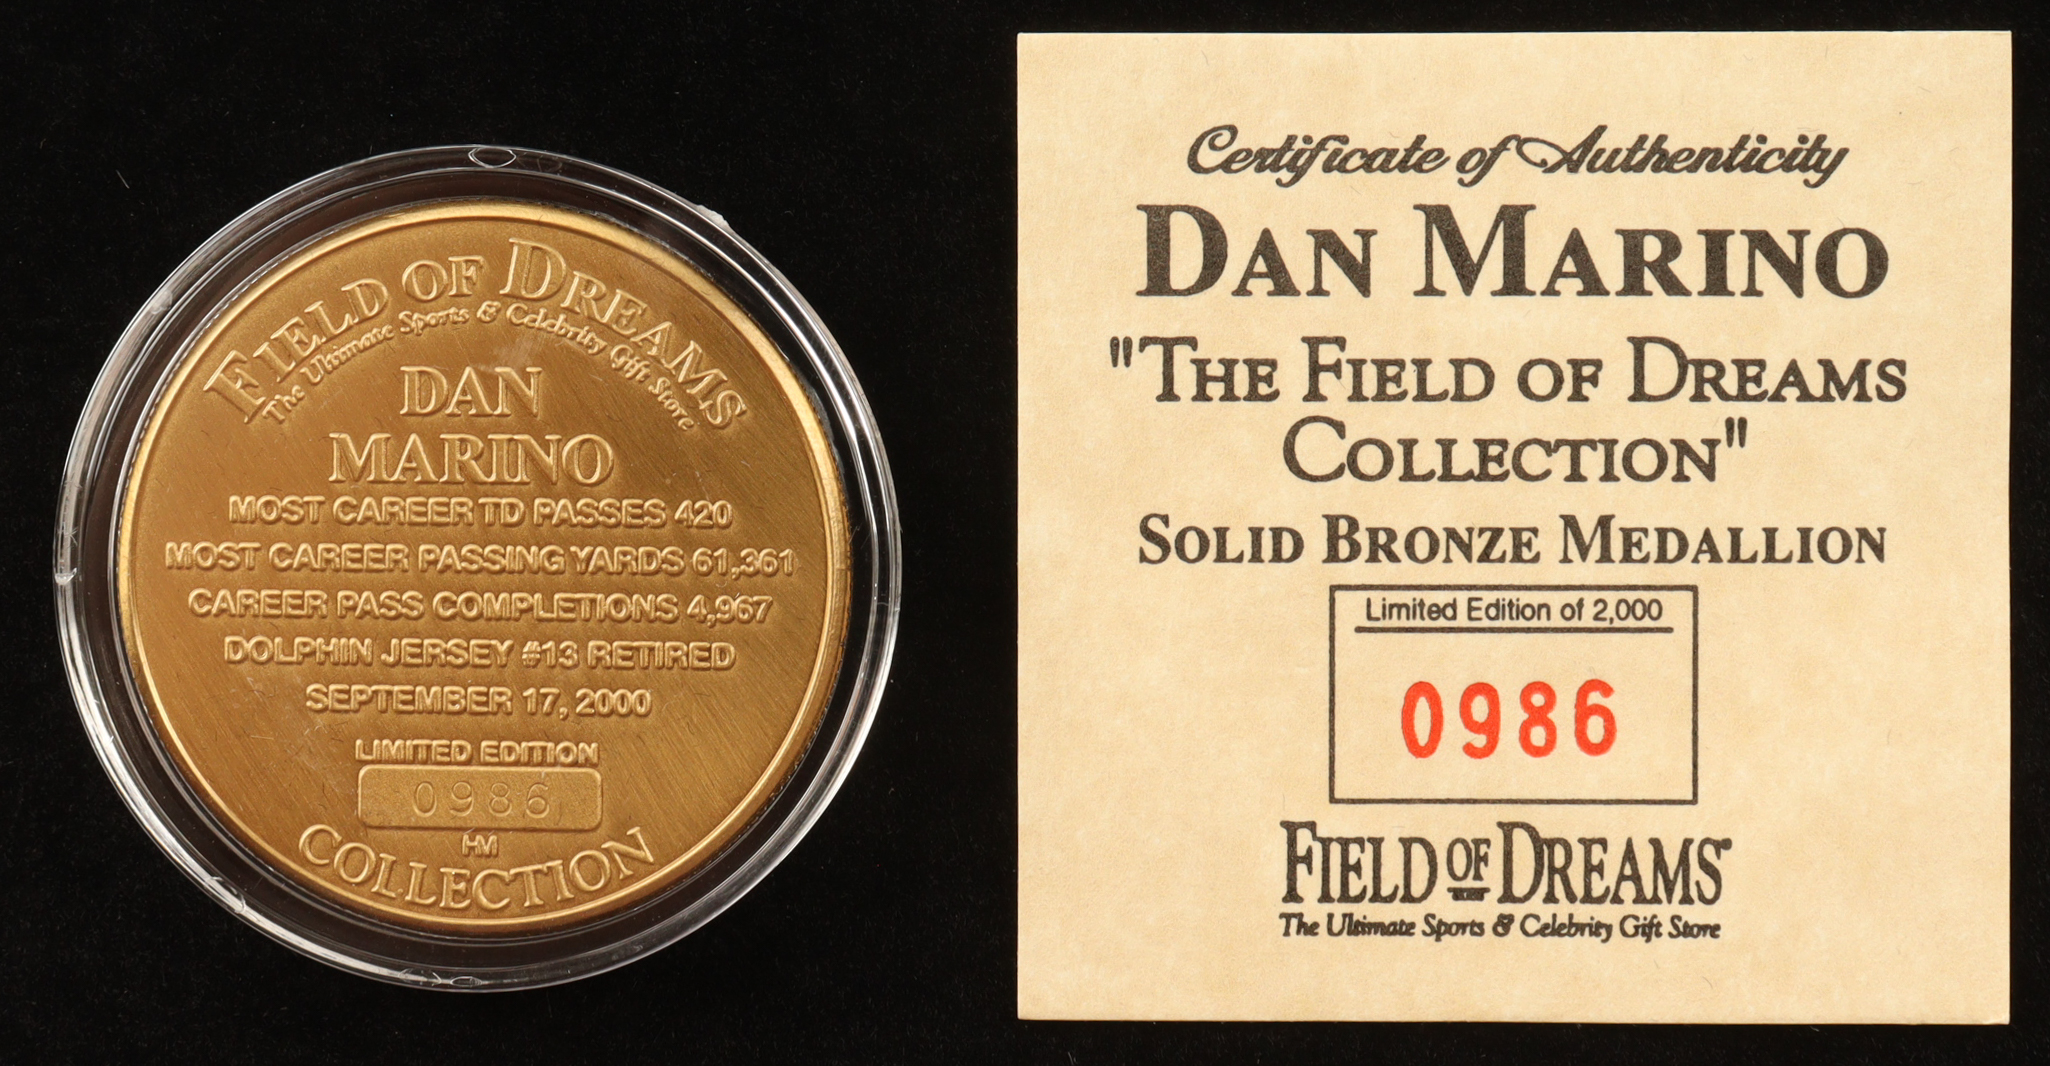 FIELD OF DREAMS
The Ultimate Sports & Celebrity Gift Store
DAN
MARINO
MOST CAREER TD PASSES 420
MOST CAREER PASSING YARDS 61,361
CAREER PASS COMPLETIONS 4,967
DOLPHIN JERSEY #13 RETIRED
SEPTEMBER 17, 2000
LIMITED EDITION
0986
HM
COLLECTION
Certificate of Authenticity
DAN MARINO
"THE FIELD OF DREAMS
COLLECTION"
SOLID BRONZE MEDALLION
Limited Edition of 2,000
0986
FIELD OF DREAMS
The Ultimate Sports & Celebrity Gift Store